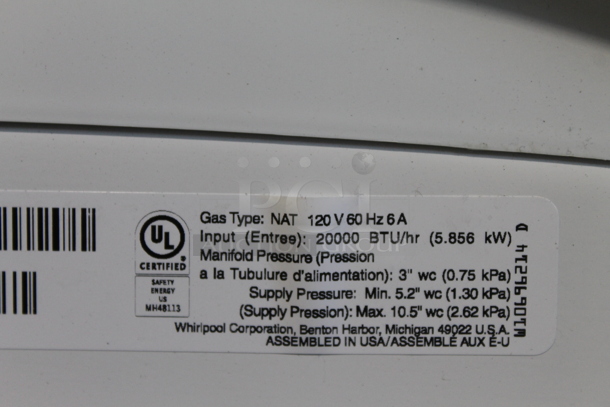 Gas Type: NAT 120 V 60 Hz 6 A
Input (Entree): 20000 BTU/hr (5.856 kW)
Manifold Pressure (Pression
a la Tubulure d'alimentation): 3" wc (0.75 kPa)
Supply Pressure: Min. 5.2" wc (1.30 kPa)
(Supply Pression): Max. 10.5" wc (2.62 kPa)
Whirlpool Corporation, Benton Harbor, Michigan 49022 U.S.A.
ASSEMBLED IN USA/ASSEMBLÉ AUX É-U
UL
CERTIFIED
SAFETY
ENERGY
US
MH48113
W10696214 D
PCI
GROUP